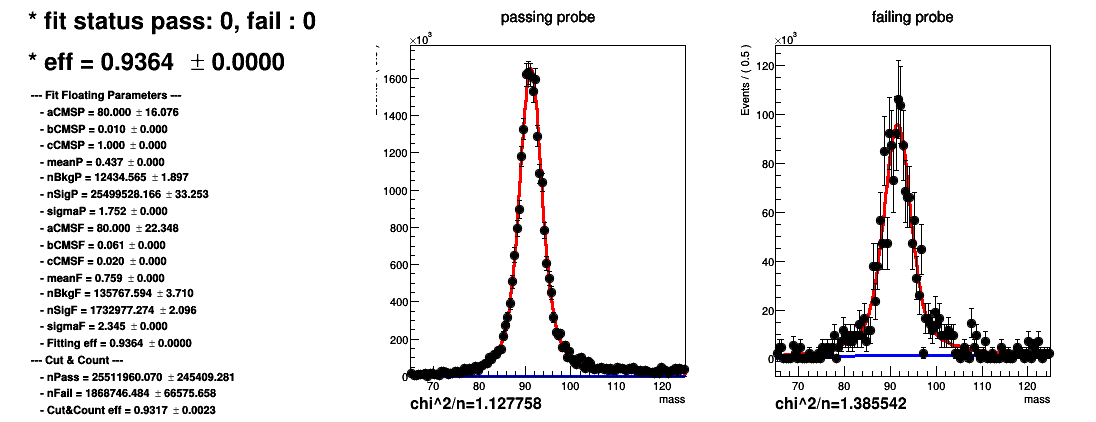 * fit status pass: 0, fail : 0
* eff = 0.9364 ± 0.0000
--- Fit Floating Parameters ---
- aCMSP = 80.000 ± 16.076
- bCMSP = 0.010 ± 0.000
- cCMSP = 1.000 ± 0.000
- meanP = 0.437 ± 0.000
- nBkgP = 12434.565 ± 1.897
- nSigP = 25499528.166 ± 33.253
- sigmaP = 1.752 ± 0.000
- aCMSF = 80.000 ± 22.348
- bCMSF = 0.061 ± 0.000
- cCMSF = 0.020 ± 0.000
- meanF = 0.759 ± 0.000
- nBkgF = 135767.594 ± 3.710
- nSigF = 1732977.274 ± 2.096
- sigmaF = 2.345 ± 0.000
- Fitting eff = 0.9364 ± 0.0000
--- Cut & Count ---
- nPass = 25511960.070 ± 245409.281
- nFail = 1868746.484 ± 66575.658
- Cut&Count eff = 0.9317 ± 0.0023
passing probe
×10³
1600
1400
1200
1000
800
600
400
200
0
70 80 90 100 110 120
mass
chi^2/n=1.127758
failing probe
×10³
Events / ( 0.5 )
120
100
80
60
40
20
0
70 80 90 100 110 120
mass
chi^2/n=1.385542